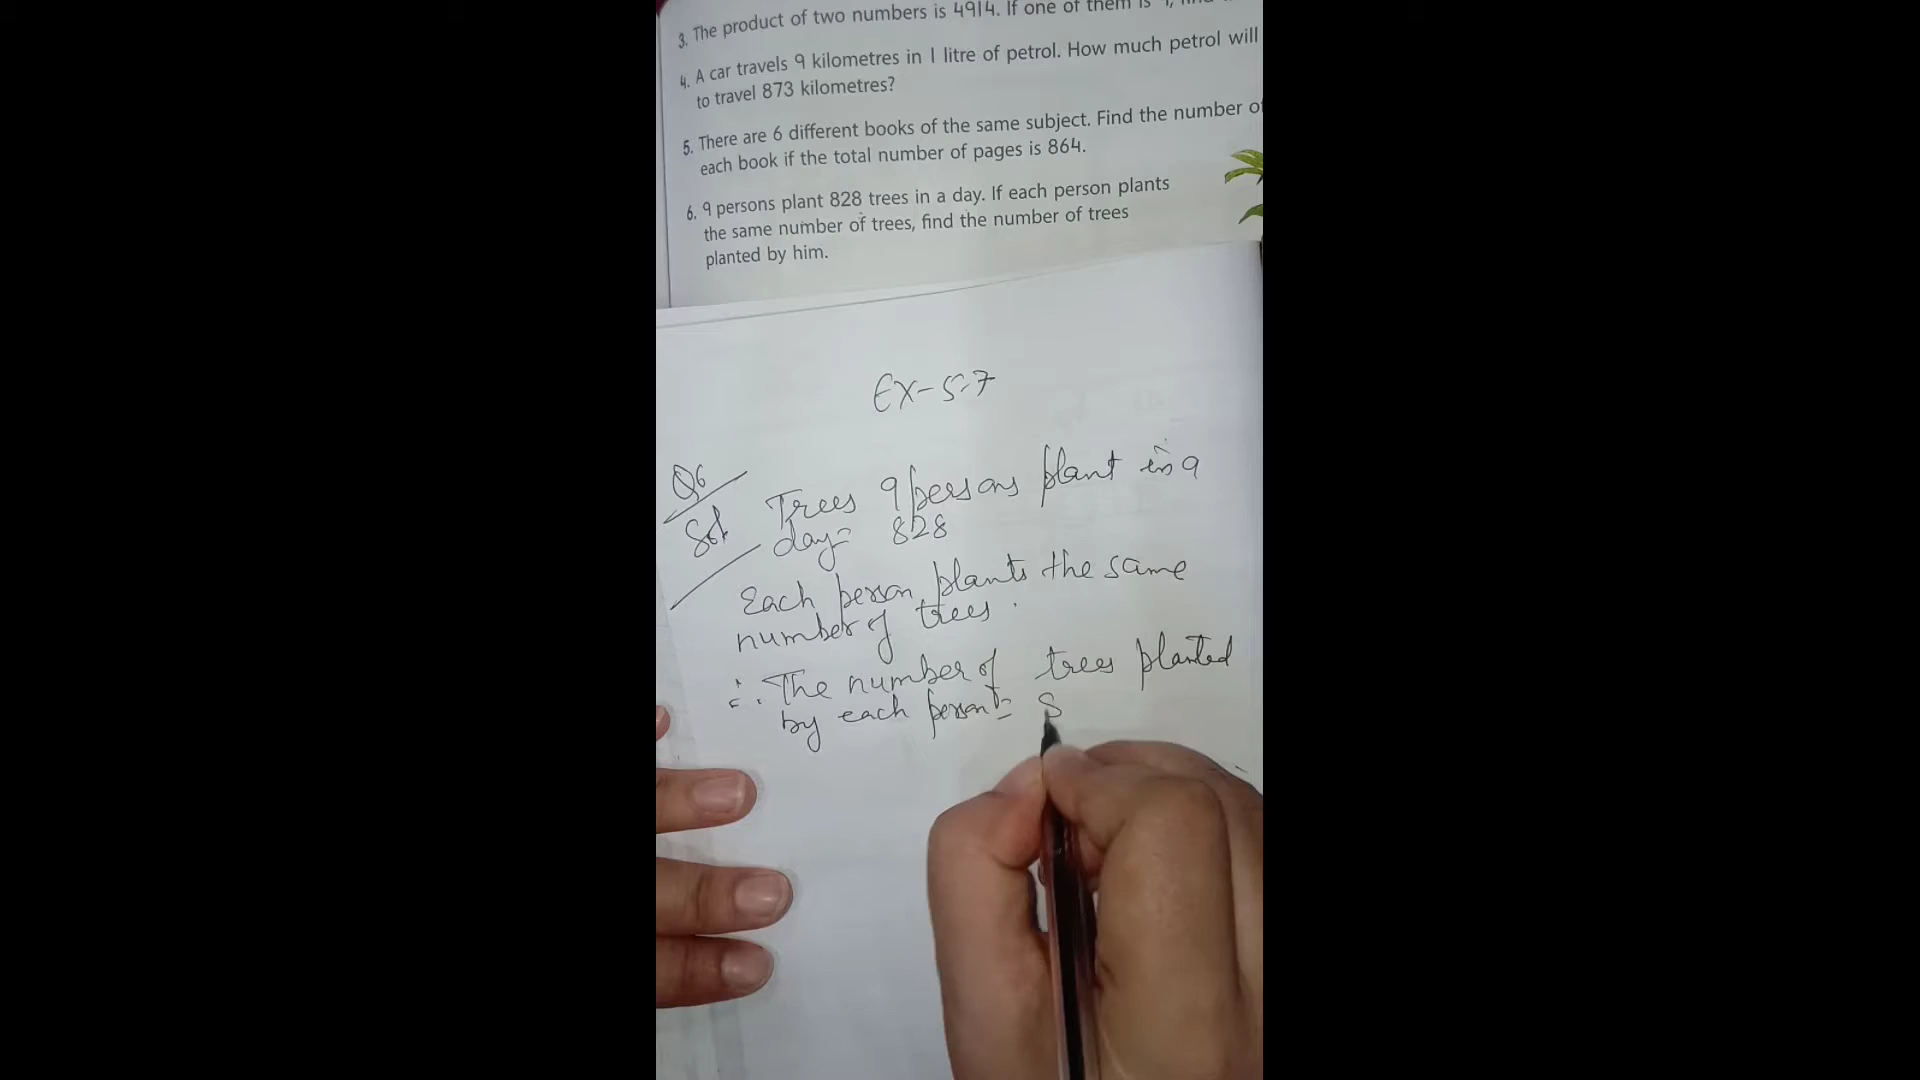 3. The product of two numbers is 4914. If one of them is
4. A car travels 9 kilometres in 1 litre of petrol. How much petrol will
to travel 873 kilometres?
5. There are 6 different books of the same subject. Find the number of
each book if the total number of pages is 864.
6. 9 persons plant 828 trees in a day. If each person plants
the same number of trees, find the number of trees
planted by him.
EX-5.7
Q6
Sol Trees 9 persons plant in a
day = 828
Each person plants the same
number of trees.
∴ The number of trees planted
by each person = 8